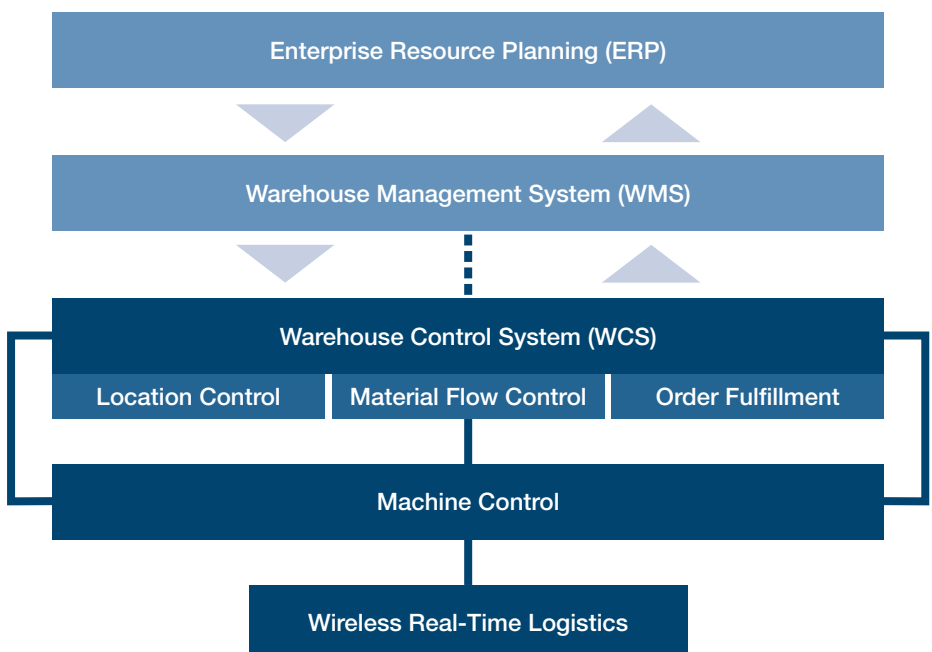 Enterprise Resource Planning (ERP)
Warehouse Management System (WMS)
Warehouse Control System (WCS)
Location Control
Material Flow Control
Order Fulfillment
Machine Control
Wireless Real-Time Logistics